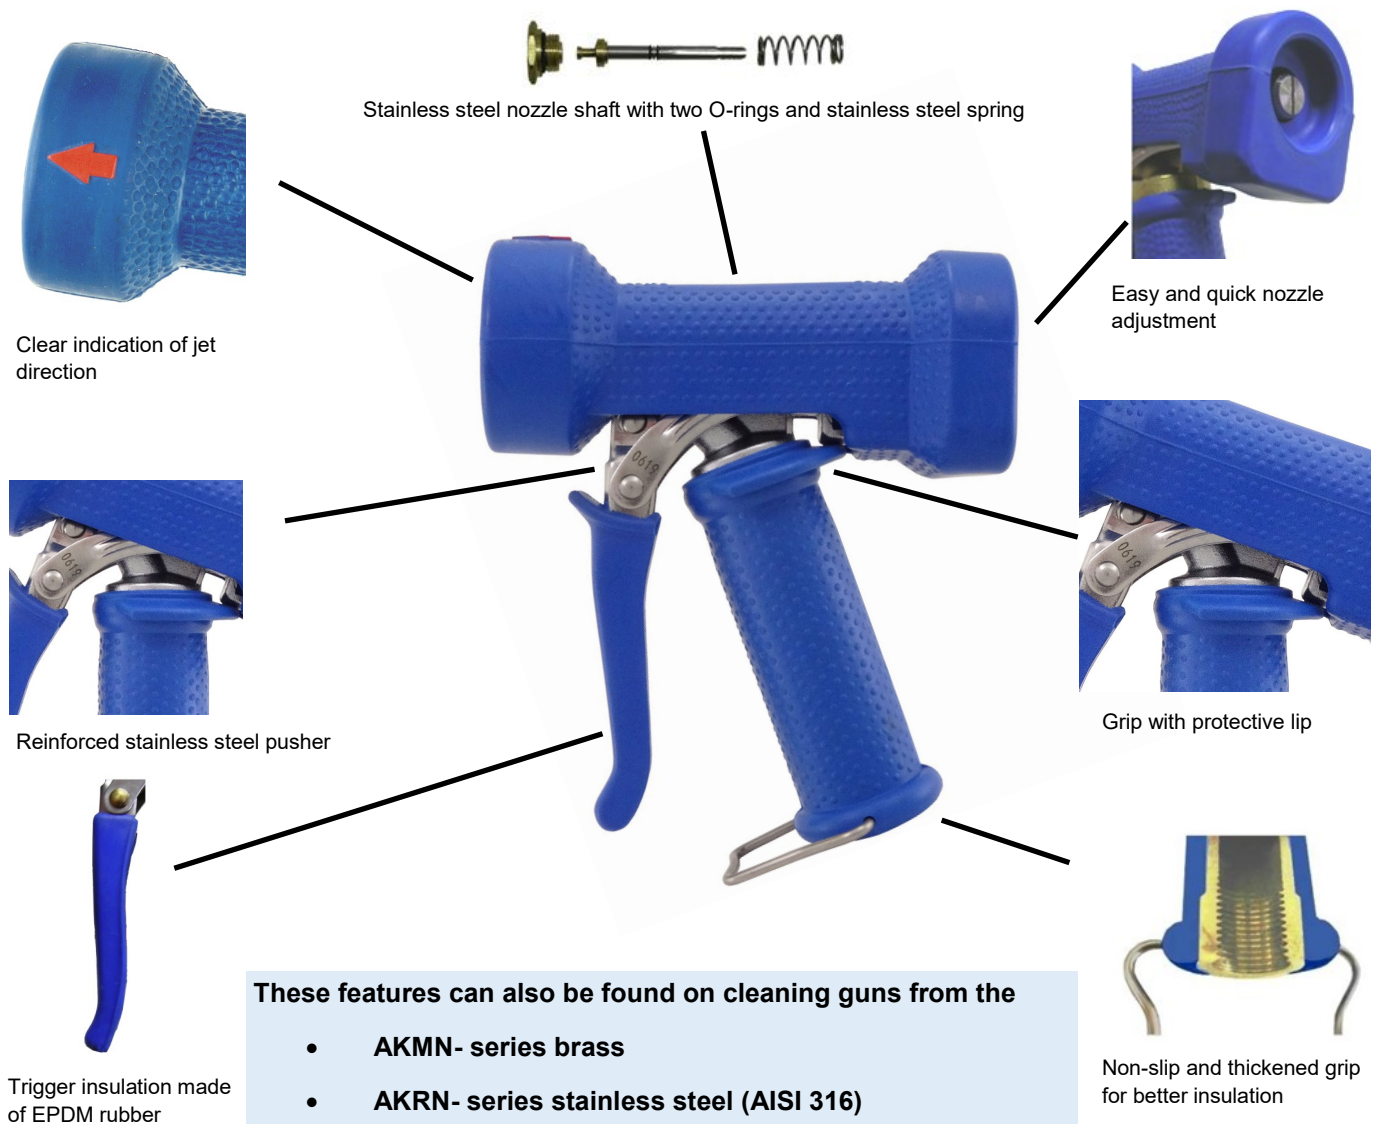 Stainless steel nozzle shaft with two O-rings and stainless steel spring
Clear indication of jet
direction
Easy and quick nozzle
adjustment
0619
0619
0619
Reinforced stainless steel pusher
Grip with protective lip
Trigger insulation made
of EPDM rubber
Non-slip and thickened grip
for better insulation
These features can also be found on cleaning guns from the
• AKMN- series brass
• AKRN- series stainless steel (AISI 316)